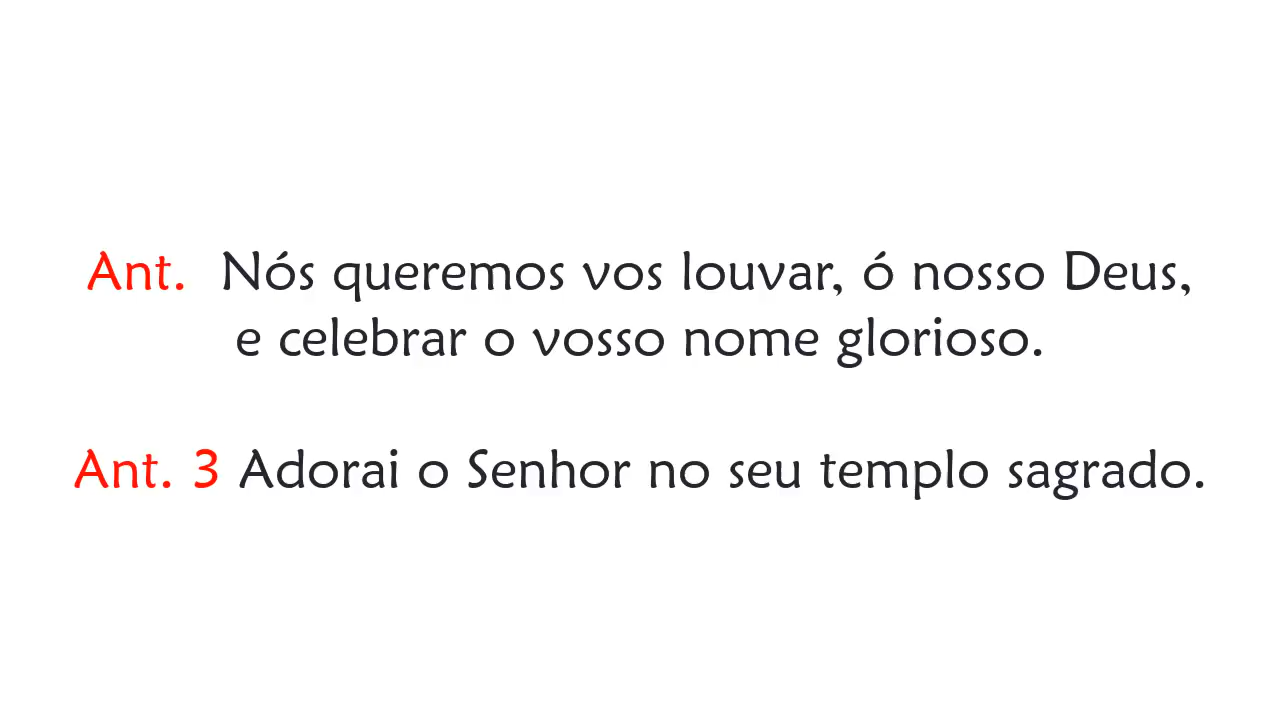 Ant. Nós queremos vos louvar, ó nosso Deus,
e celebrar o vosso nome glorioso.
Ant. 3 Adorai o Senhor no seu templo sagrado.